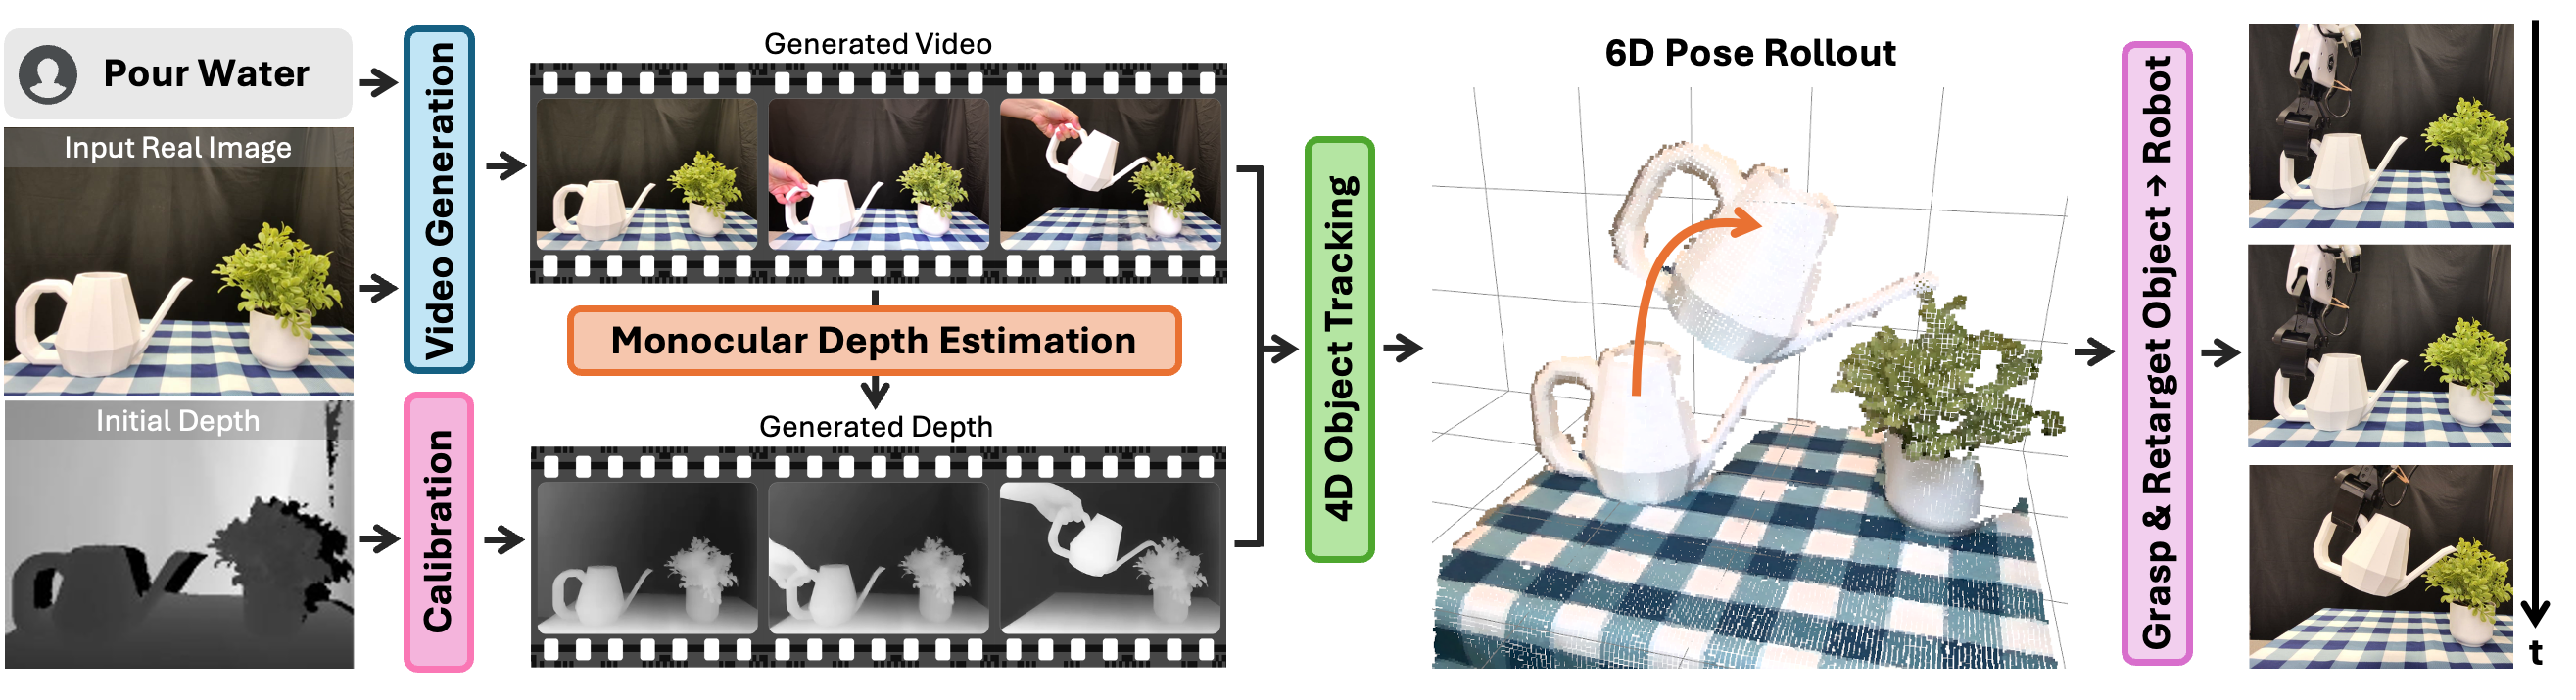 Pour Water
Input Real Image
Initial Depth
Video Generation
Calibration
Generated Video
Monocular Depth Estimation
Generated Depth
4D Object Tracking
6D Pose Rollout
Grasp & Retarget Object → Robot
t